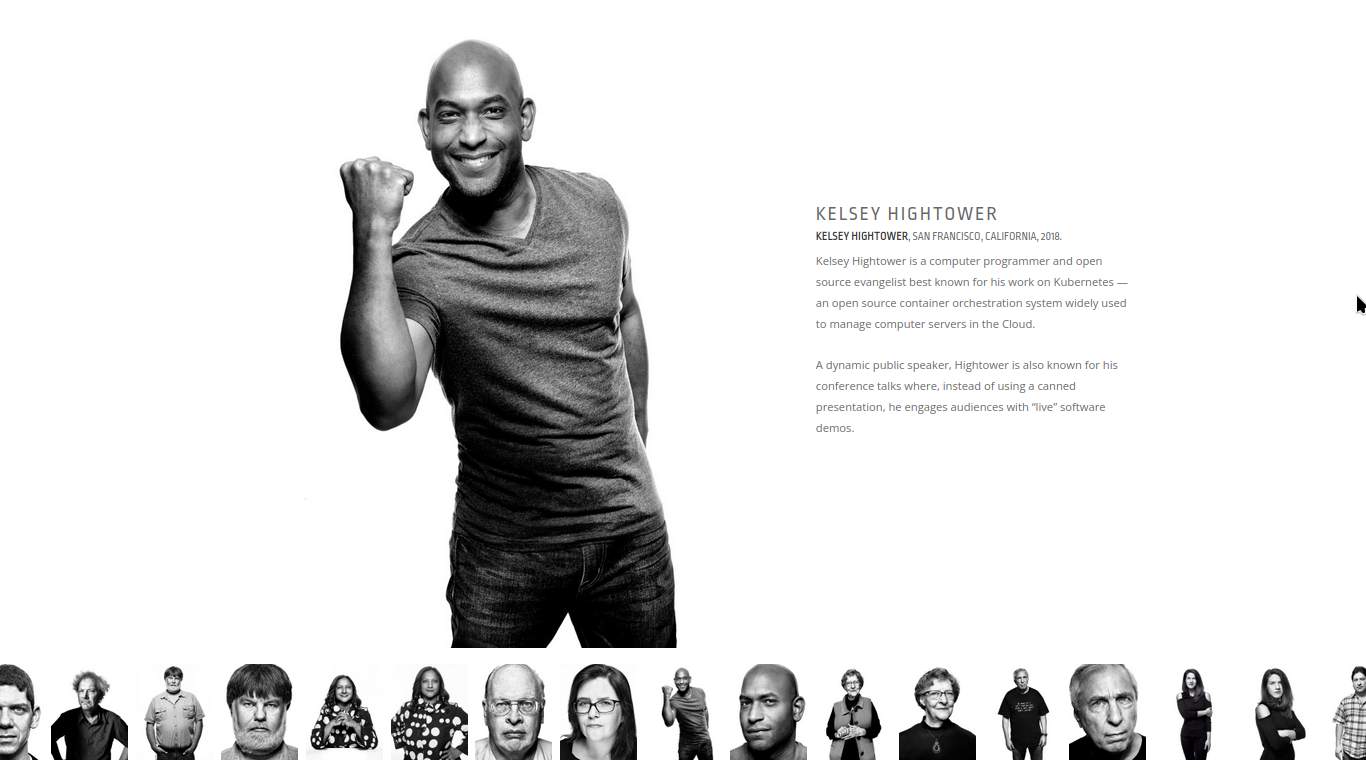 KELSEY HIGHTOWER
KELSEY HIGHTOWER, SAN FRANCISCO, CALIFORNIA, 2018.
Kelsey Hightower is a computer programmer and open
source evangelist best known for his work on Kubernetes —
an open source container orchestration system widely used
to manage computer servers in the Cloud.
A dynamic public speaker, Hightower is also known for his
conference talks where, instead of using a canned
presentation, he engages audiences with “live” software
demos.